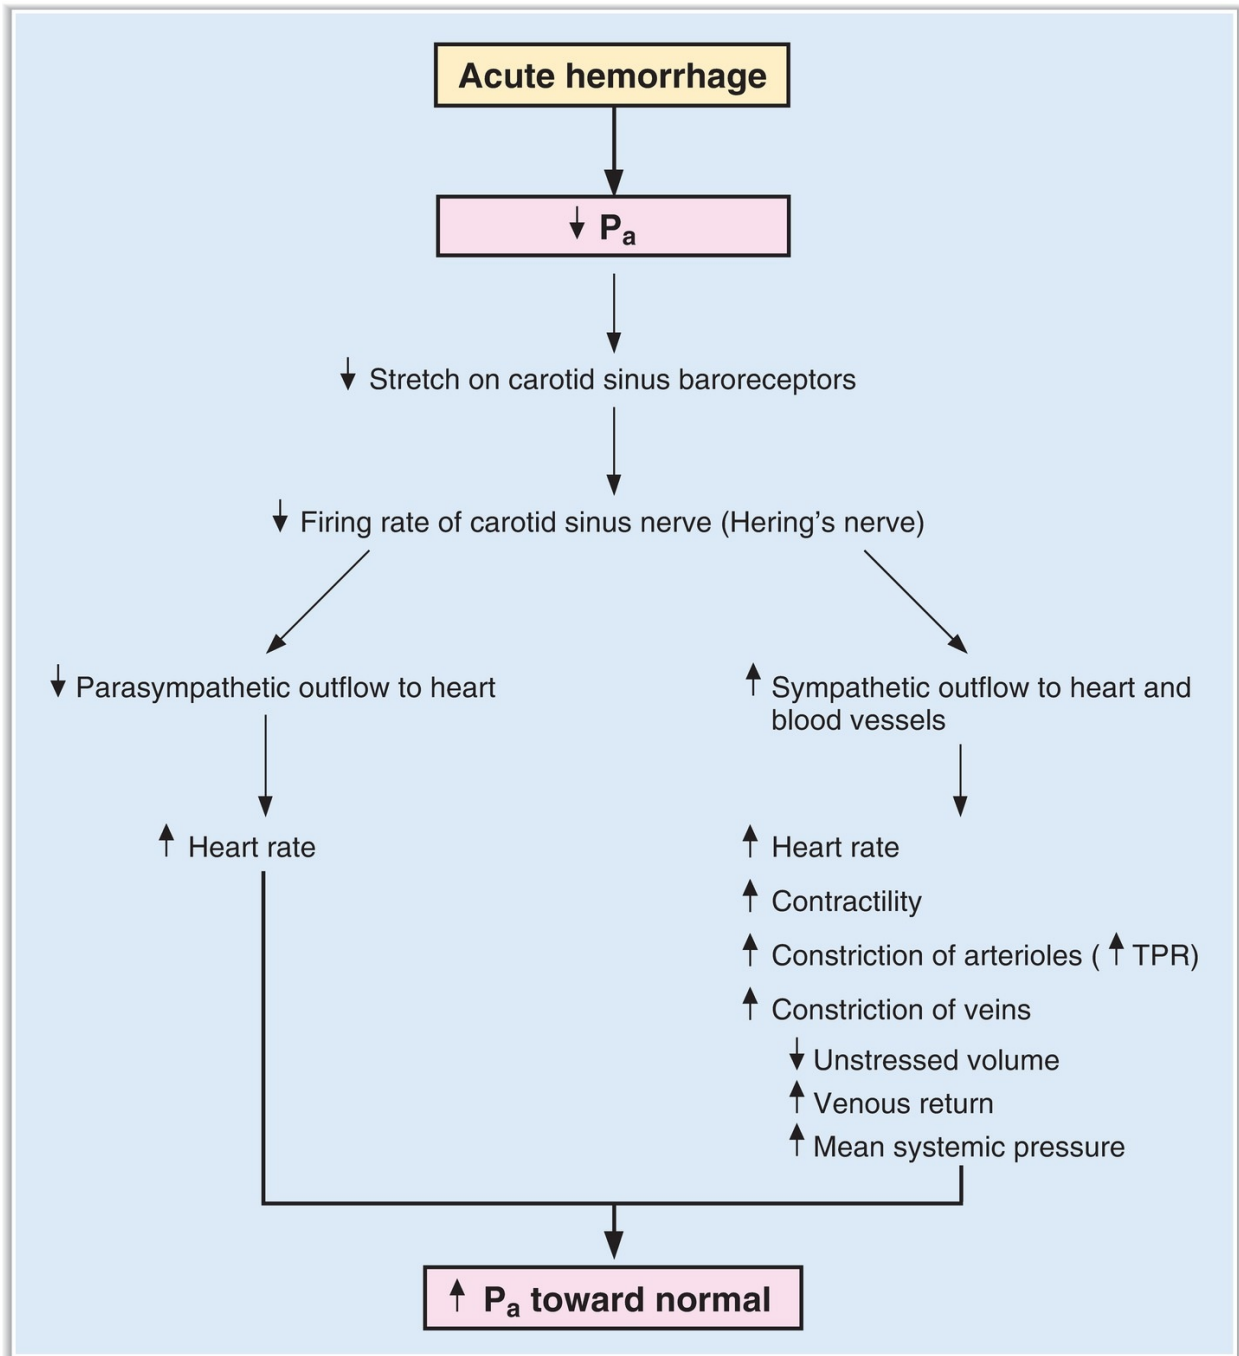 Acute hemorrhage
↓ Pa
↓ Stretch on carotid sinus baroreceptors
↓ Firing rate of carotid sinus nerve (Hering’s nerve)
↓ Parasympathetic outflow to heart
↑ Heart rate
↑ Sympathetic outflow to heart and
blood vessels
↑ Heart rate
↑ Contractility
↑ Constriction of arterioles (↑ TPR)
↑ Constriction of veins
↓ Unstressed volume
↑ Venous return
↑ Mean systemic pressure
↑ Pa toward normal